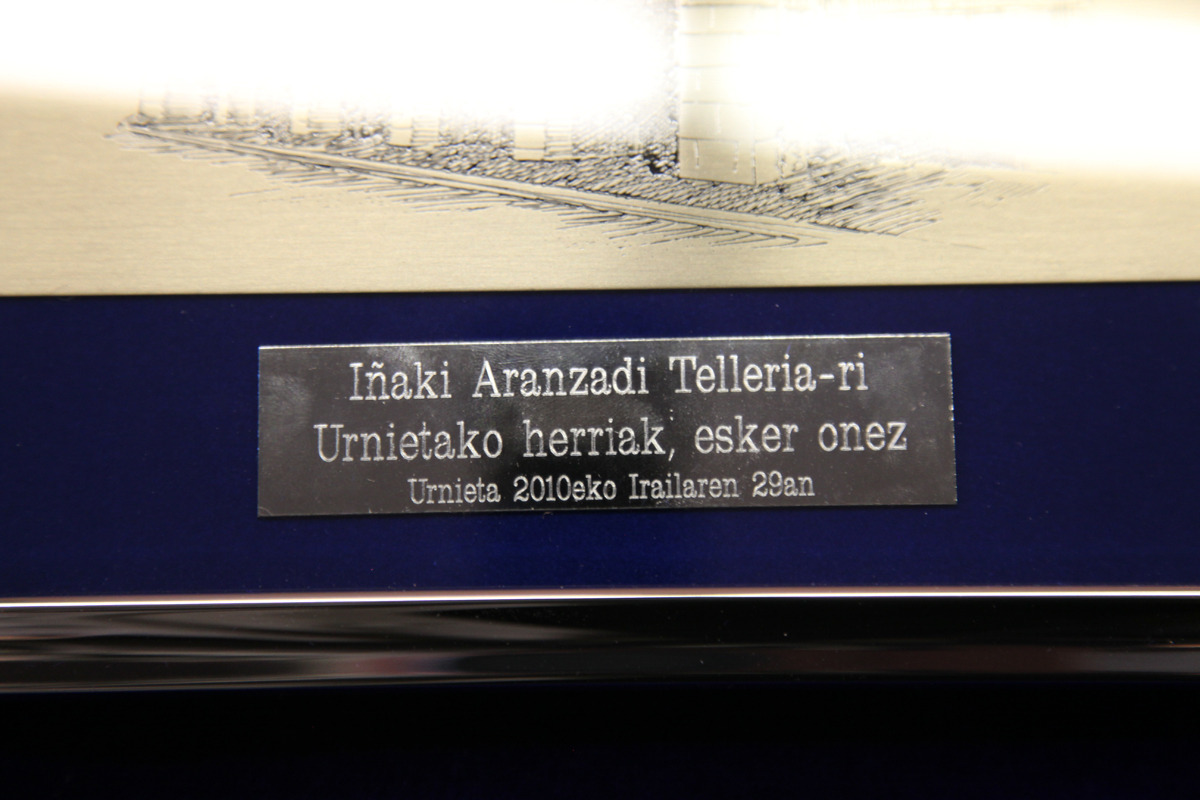 Iñaki Aranzadi Telleria-ri
Urnietako herriak, esker onez
Urnieta 2010eko Irailaren 29an